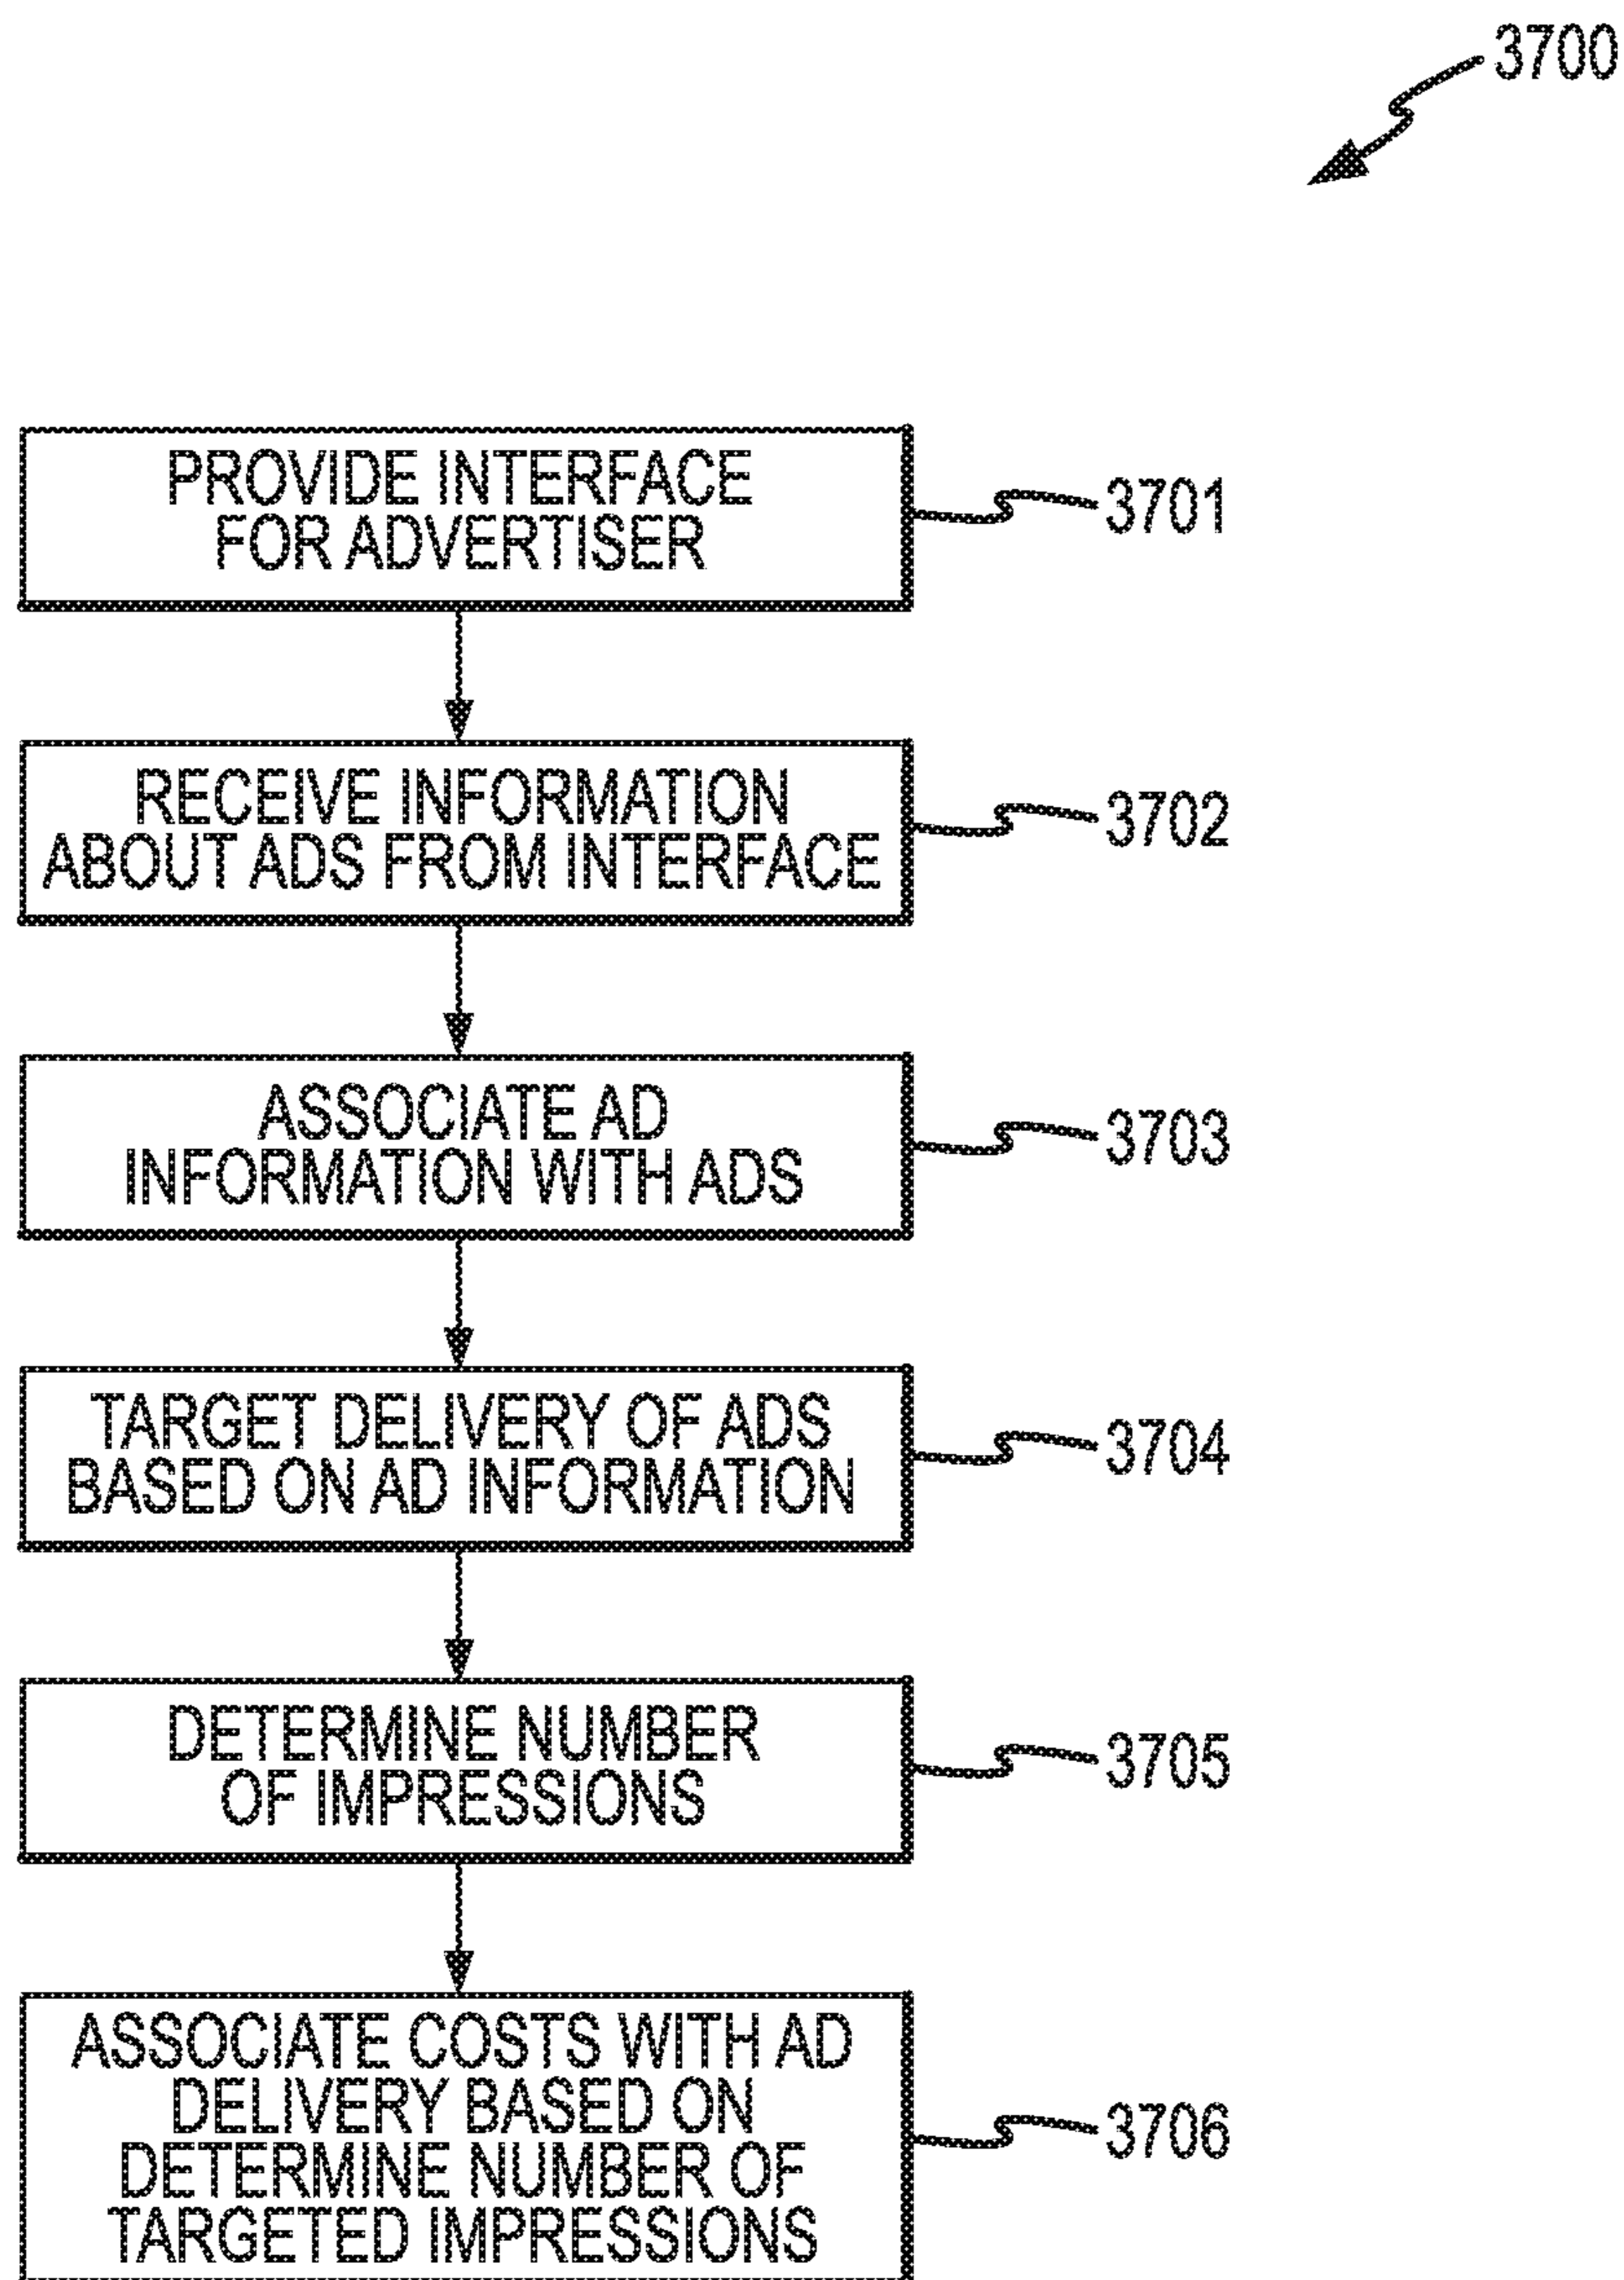 3700
PROVIDE INTERFACE
FOR ADVERTISER
3701
RECEIVE INFORMATION
ABOUT ADS FROM INTERFACE
3702
ASSOCIATE AD
INFORMATION WITH ADS
3703
TARGET DELIVERY OF ADS
BASED ON AD INFORMATION
3704
DETERMINE NUMBER
OF IMPRESSIONS
3705
ASSOCIATE COSTS WITH AD
DELIVERY BASED ON
DETERMINE NUMBER OF
TARGETED IMPRESSIONS
3706